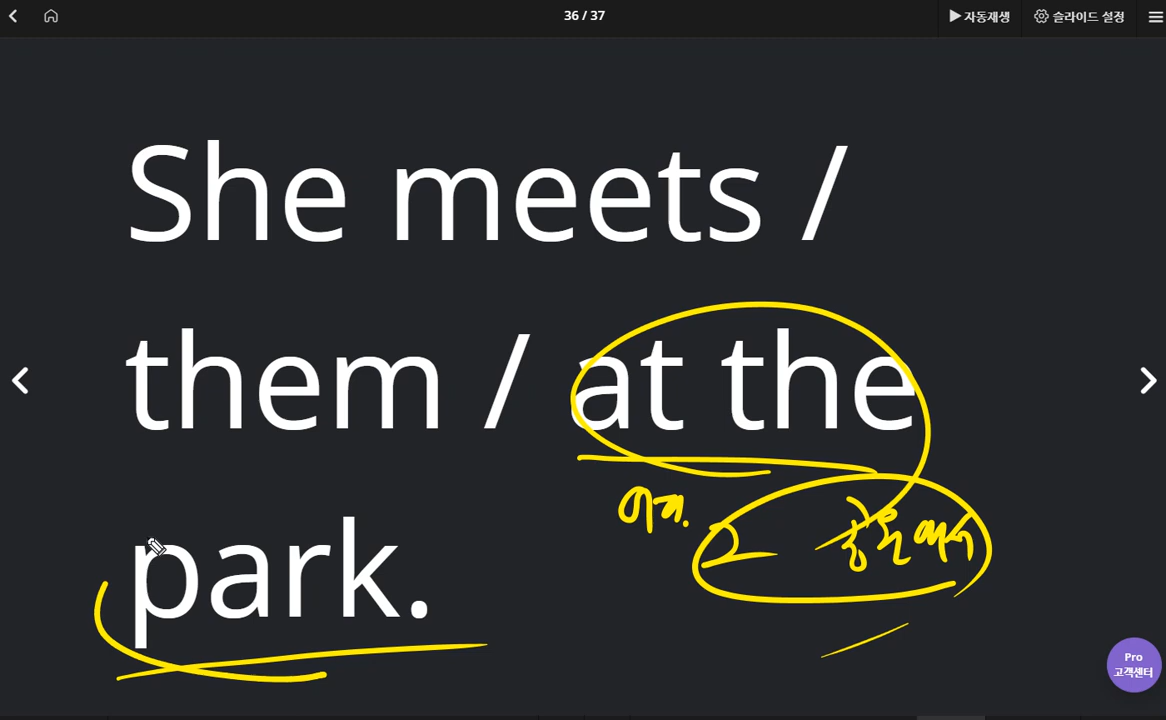 36 / 37
자동재생
슬라이드 설정
She meets /
them / at the
park.
그 공원에서
Pro
고객센터